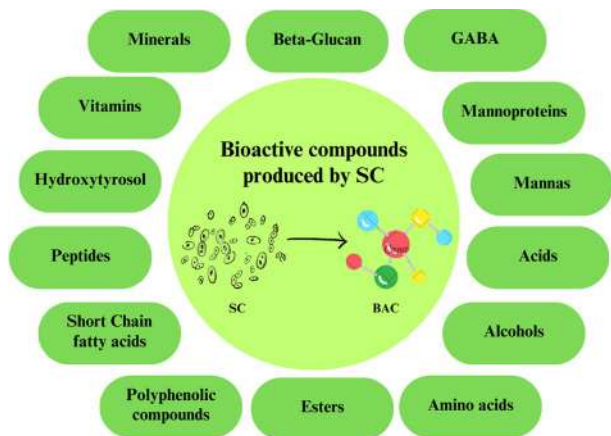 Minerals
Beta-Glucan
GABA
Vitamins
Mannoproteins
Hydroxytyrosol
Mannas
Peptides
Acids
Short Chain
fatty acids
Alcohols
Polyphenolic
compounds
Esters
Amino acids
Bioactive compounds
produced by SC
SC
BAC